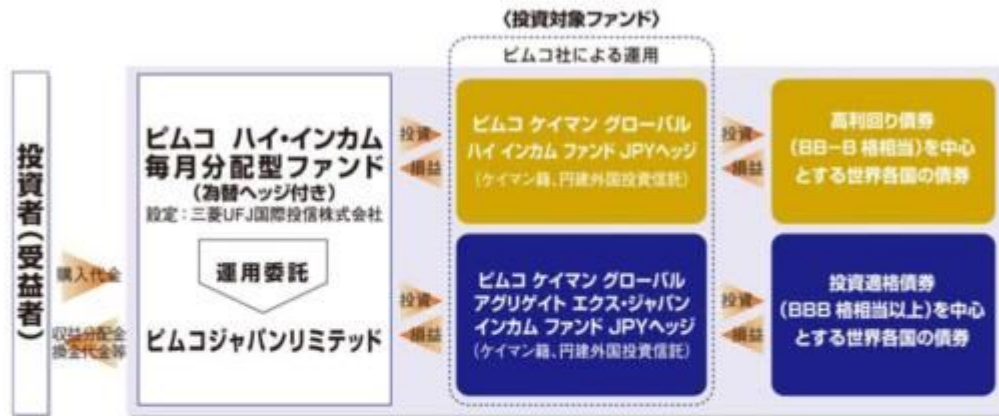 〈投資対象ファンド〉
ピムコ社による運用
投資者(受益者)
購入代金
収益分配金
換金代金等
ピムコ ハイ・インカム
毎月分配型ファンド
(為替ヘッジ付き)
設定:三菱UFJ国際投信株式会社
運用委託
ピムコジャパンリミテッド
投資
損益
ピムコ ケイマン グローバル
ハイ インカム ファンド JPYヘッジ
(ケイマン籍、円建外国投資信託)
投資
損益
高利回り債券
(BB-B 格相当)を中心
とする世界各国の債券
投資
損益
ピムコ ケイマン グローバル
アグリゲイト エクス・ジャパン
インカム ファンド JPYヘッジ
(ケイマン籍、円建外国投資信託)
投資
損益
投資適格債券
(BBB 格相当以上)を中心
とする世界各国の債券